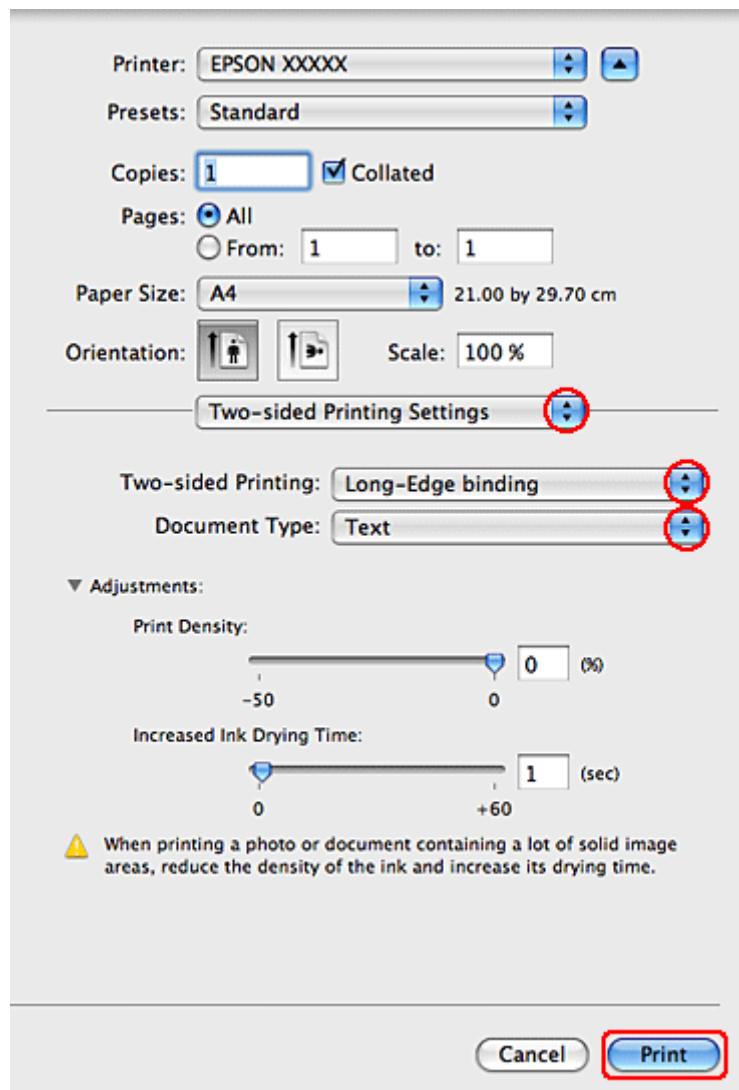 Printer: EPSON XXXXX
Presets: Standard
Copies: 1 Collated
Pages: All
From: 1 to: 1
Paper Size: A4 21.00 by 29.70 cm
Orientation: Scale: 100 %
Two-sided Printing Settings
Two-sided Printing: Long-Edge binding
Document Type: Text
Adjustments:
Print Density:
0 (%)
-50 0
Increased Ink Drying Time:
1 (sec)
0 +60
When printing a photo or document containing a lot of solid image
areas, reduce the density of the ink and increase its drying time.
Cancel Print